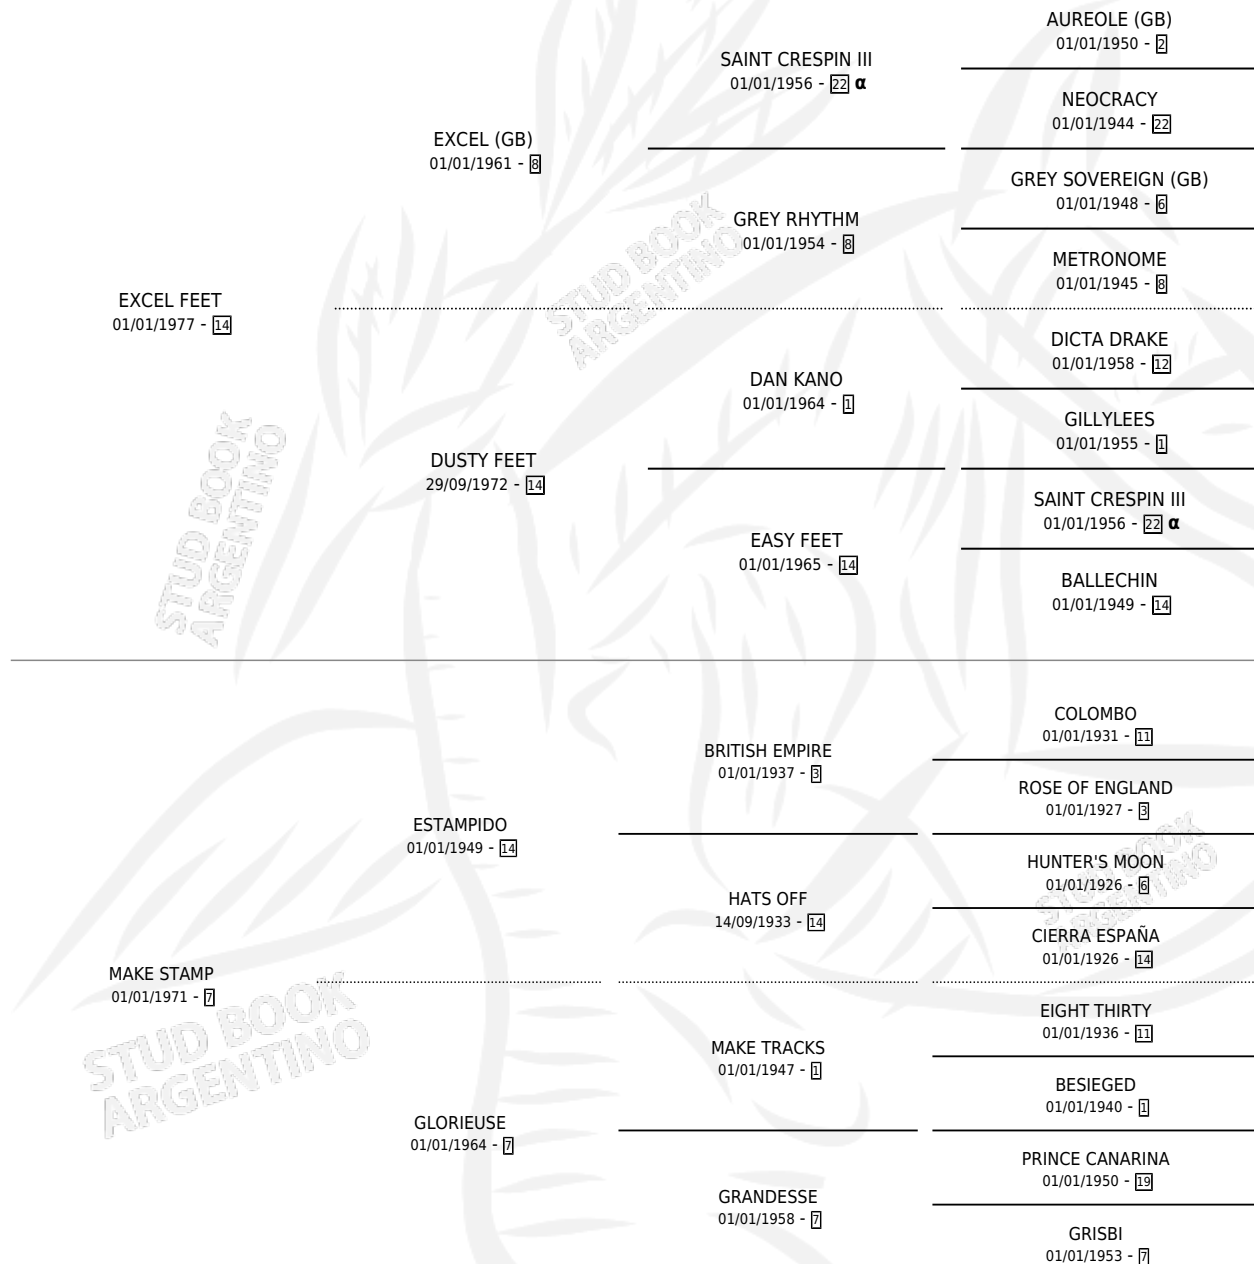 AUREOLE (GB)
01/01/1950 - 2
SAINT CRESPIN III
01/01/1956 - 22 α
NEOCRACY
01/01/1944 - 22
EXCEL (GB)
01/01/1961 - 8
GREY SOVEREIGN (GB)
01/01/1948 - 6
GREY RHYTHM
01/01/1954 - 8
METRONOME
01/01/1945 - 8
EXCEL FEET
01/01/1977 - 14
DICTA DRAKE
01/01/1958 - 12
DAN KANO
01/01/1964 - 1
GILLYLEES
01/01/1955 - 1
DUSTY FEET
29/09/1972 - 14
SAINT CRESPIN III
01/01/1956 - 22 α
EASY FEET
01/01/1965 - 14
BALLECHIN
01/01/1949 - 14
COLOMBO
01/01/1931 - 11
BRITISH EMPIRE
01/01/1937 - 3
ROSE OF ENGLAND
01/01/1927 - 3
ESTAMPIDO
01/01/1949 - 14
HUNTER'S MOON
01/01/1926 - 6
HATS OFF
14/09/1933 - 14
CIERRA ESPAÑA
01/01/1926 - 14
MAKE STAMP
01/01/1971 - 7
EIGHT THIRTY
01/01/1936 - 11
MAKE TRACKS
01/01/1947 - 1
BESIEGED
01/01/1940 - 1
GLORIEUSE
01/01/1964 - 7
PRINCE CANARINA
01/01/1950 - 19
GRANDESSE
01/01/1958 - 7
GRISBI
01/01/1953 - 7
STUD BOOK
ARGENTINO
STUD BOOK
ARGENTINO
STUD BOOK
ARGENTINO
STUD BOOK
ARGENTINO